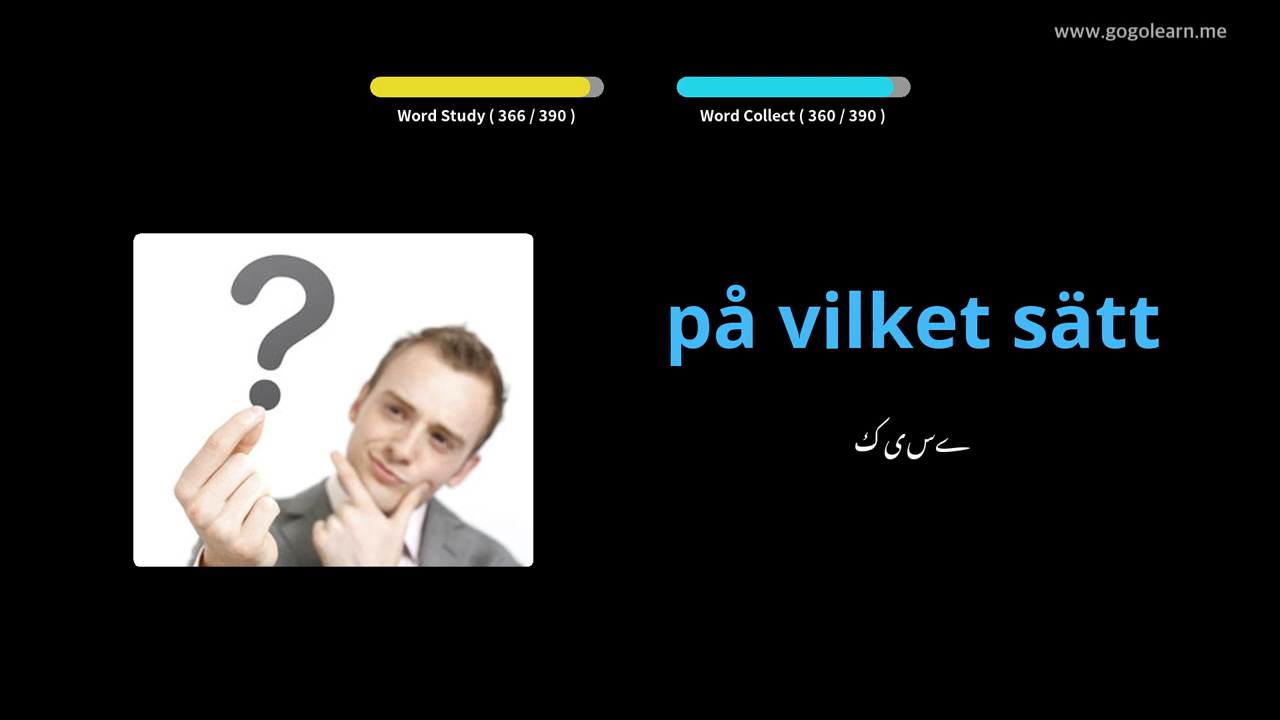 www.gogolearn.me
Word Study ( 366 / 390 )
Word Collect ( 360 / 390 )
på vilket sätt
کیسے